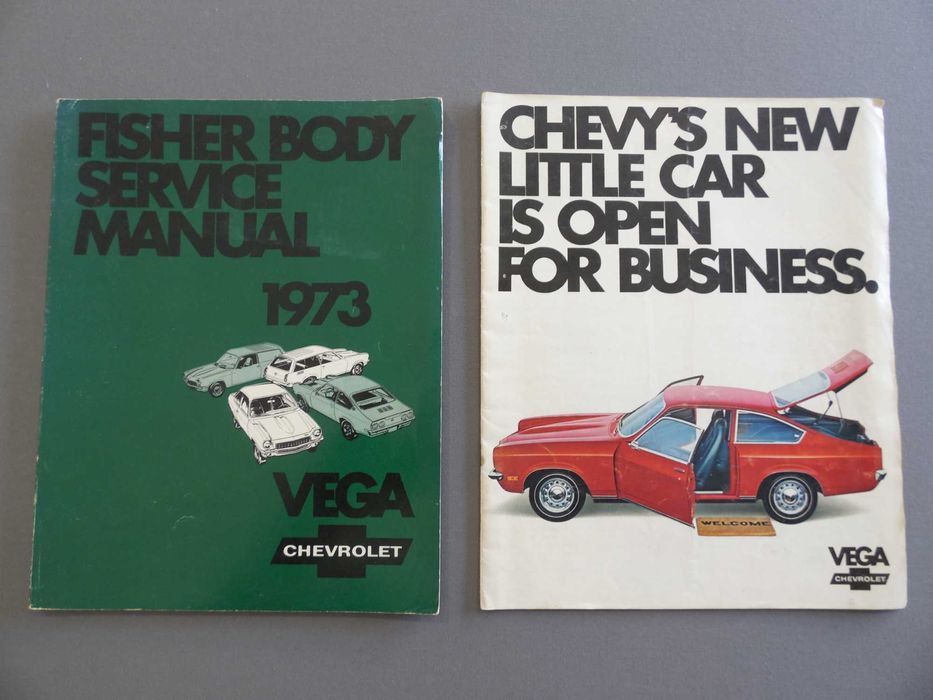 FISHER BODY
SERVICE
MANUAL
1973
VEGA
CHEVROLET
CHEVY'S NEW
LITTLE CAR
IS OPEN
FOR BUSINESS.
WELCOME
VEGA
CHEVROLET